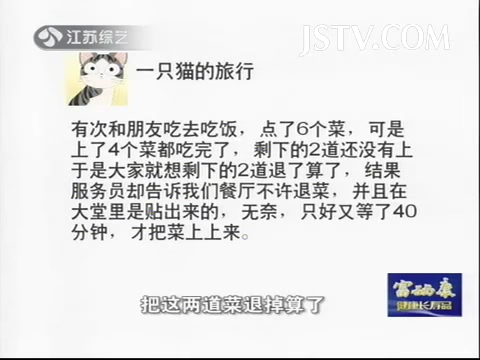 江苏综艺
JSTV.COM
一只猫的旅行
有次和朋友吃去吃饭，点了6个菜，可是
上了4个菜都吃完了，剩下的2道还没有上
于是大家就想剩下的2道退了算了，结果
服务员却告诉我们餐厅不许退菜，并且在
大堂里是贴出来的，无奈，只好又等了40
分钟，才把菜上上来。
把这两道菜退掉算了
健康长寿品